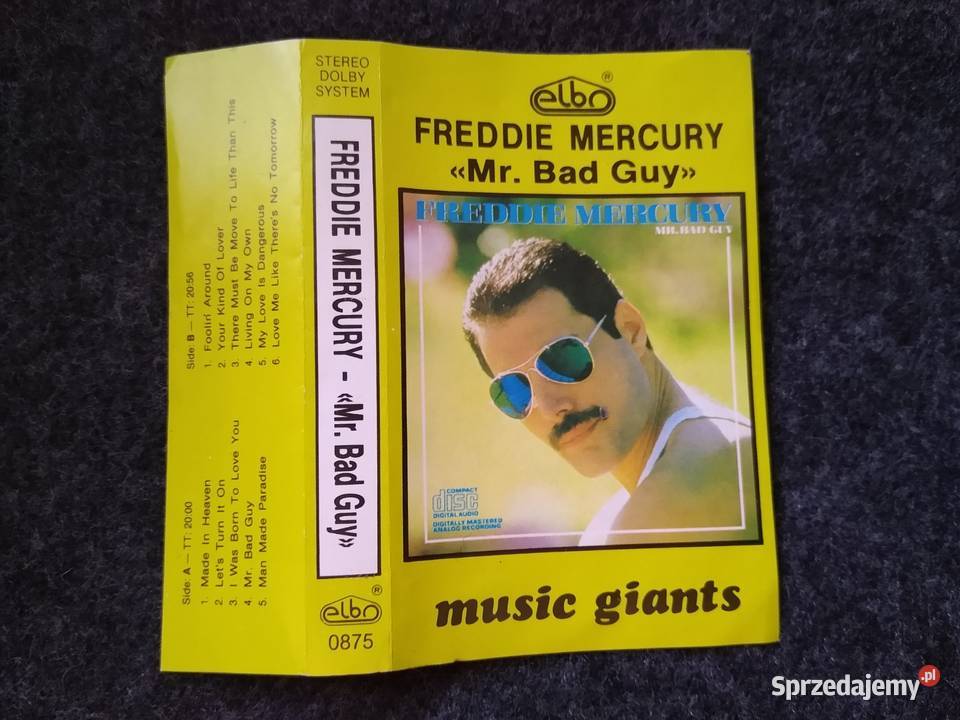 Side: A — TT: 20:00
1. Made In Heaven
2. Let's Turn It On
3. I Was Born To Love You
4. Mr. Bad Guy
5. Man Made Paradise
Side: B — TT: 20:56
1. Foolin' Around
2. Your Kind Of Lover
3. There Must Be Move To Life Than This
4. Living On My Own
5. My Love Is Dangerous
6. Love Me Like There's No Tomorrow
STEREO
DOLBY
SYSTEM
FREDDIE MERCURY - «Mr. Bad Guy»
elbo®
0875
elbo®
FREDDIE MERCURY
«Mr. Bad Guy»
FREDDIE MERCURY
MR. BAD GUY
COMPACT
disc
DIGITAL AUDIO
DIGITALLY MASTERED
ANALOG RECORDING
music giants
Sprzedajemy.pl